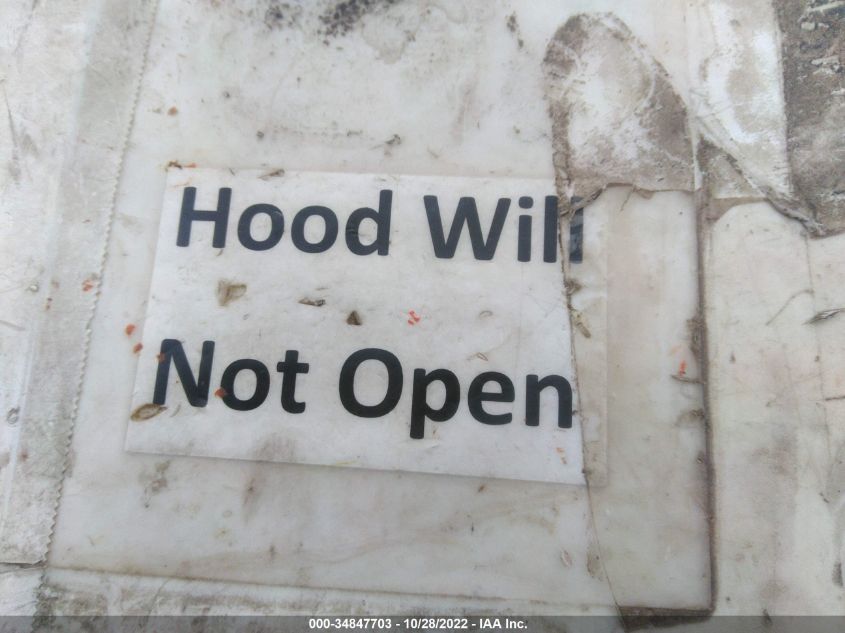 Hood Will
Not Open
000-34847703 - 10/28/2022 - IAA Inc.